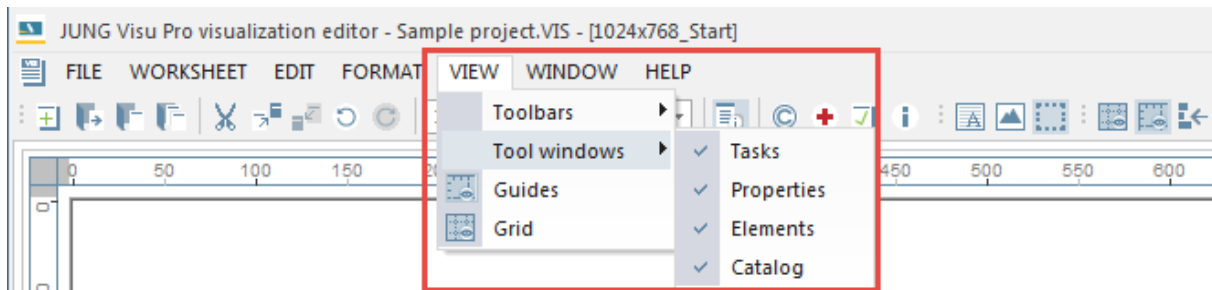 JUNG Visu Pro visualization editor - Sample project.VIS - [1024x768_Start]
FILE WORKSHEET EDIT FORMAT VIEW WINDOW HELP
Toolbars
Tool windows
Tasks
0 50 100 150 450 500 550 600
Guides
Properties
0
Grid
Elements
Catalog